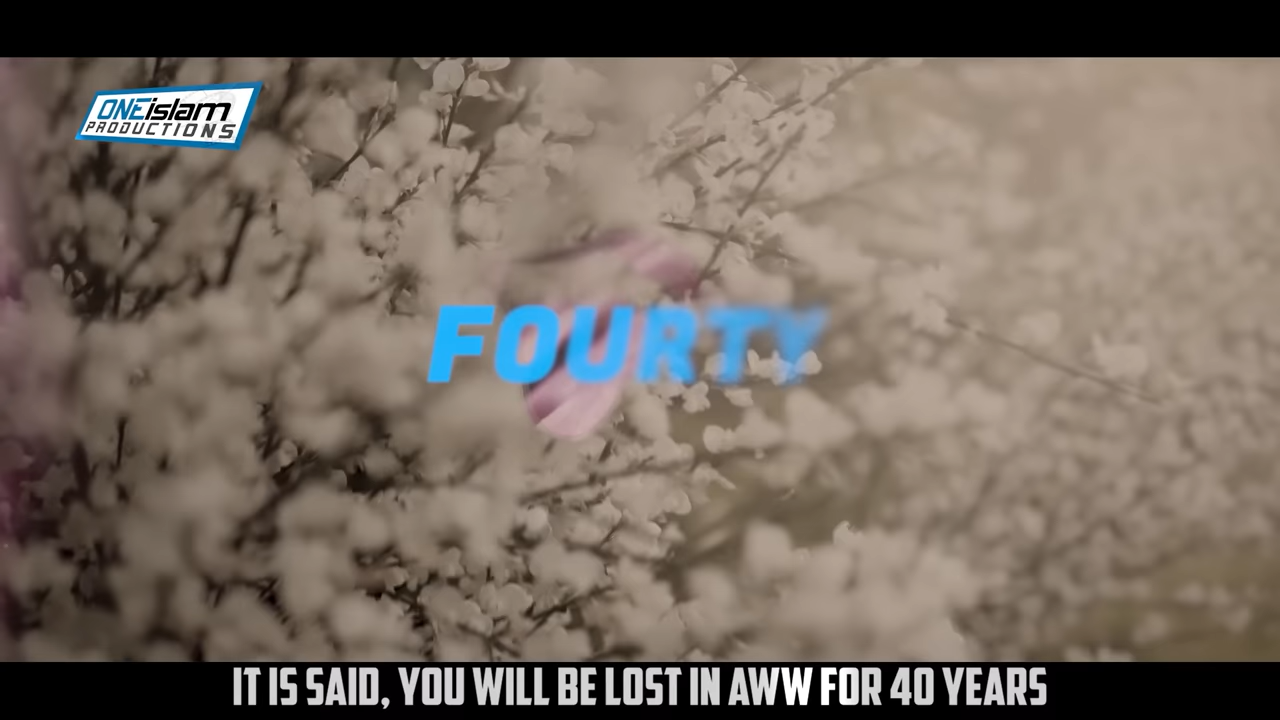 ONEislam
PRODUCTIONS
FOURTY
IT IS SAID, YOU WILL BE LOST IN AWW FOR 40 YEARS